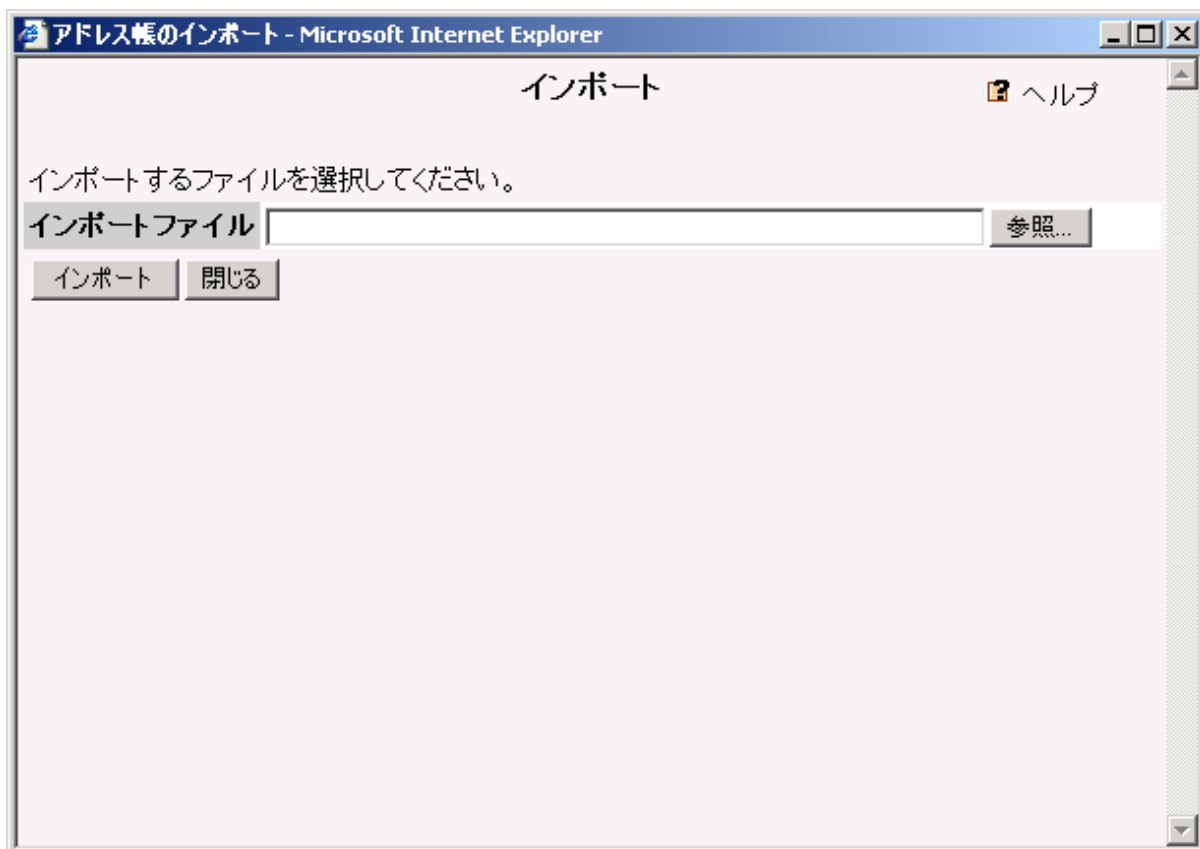 アドレス帳のインポート - Microsoft Internet Explorer
インポート
ヘルプ
インポートするファイルを選択してください。
インポートファイル 参照...
インポート 閉じる